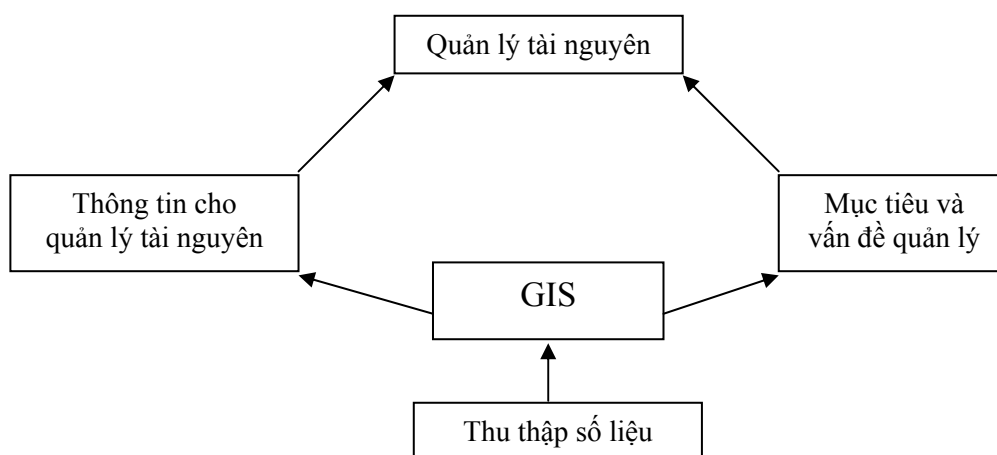 Quản lý tài nguyên
Thông tin cho
quản lý tài nguyên
Mục tiêu và
vấn đề quản lý
GIS
Thu thập số liệu